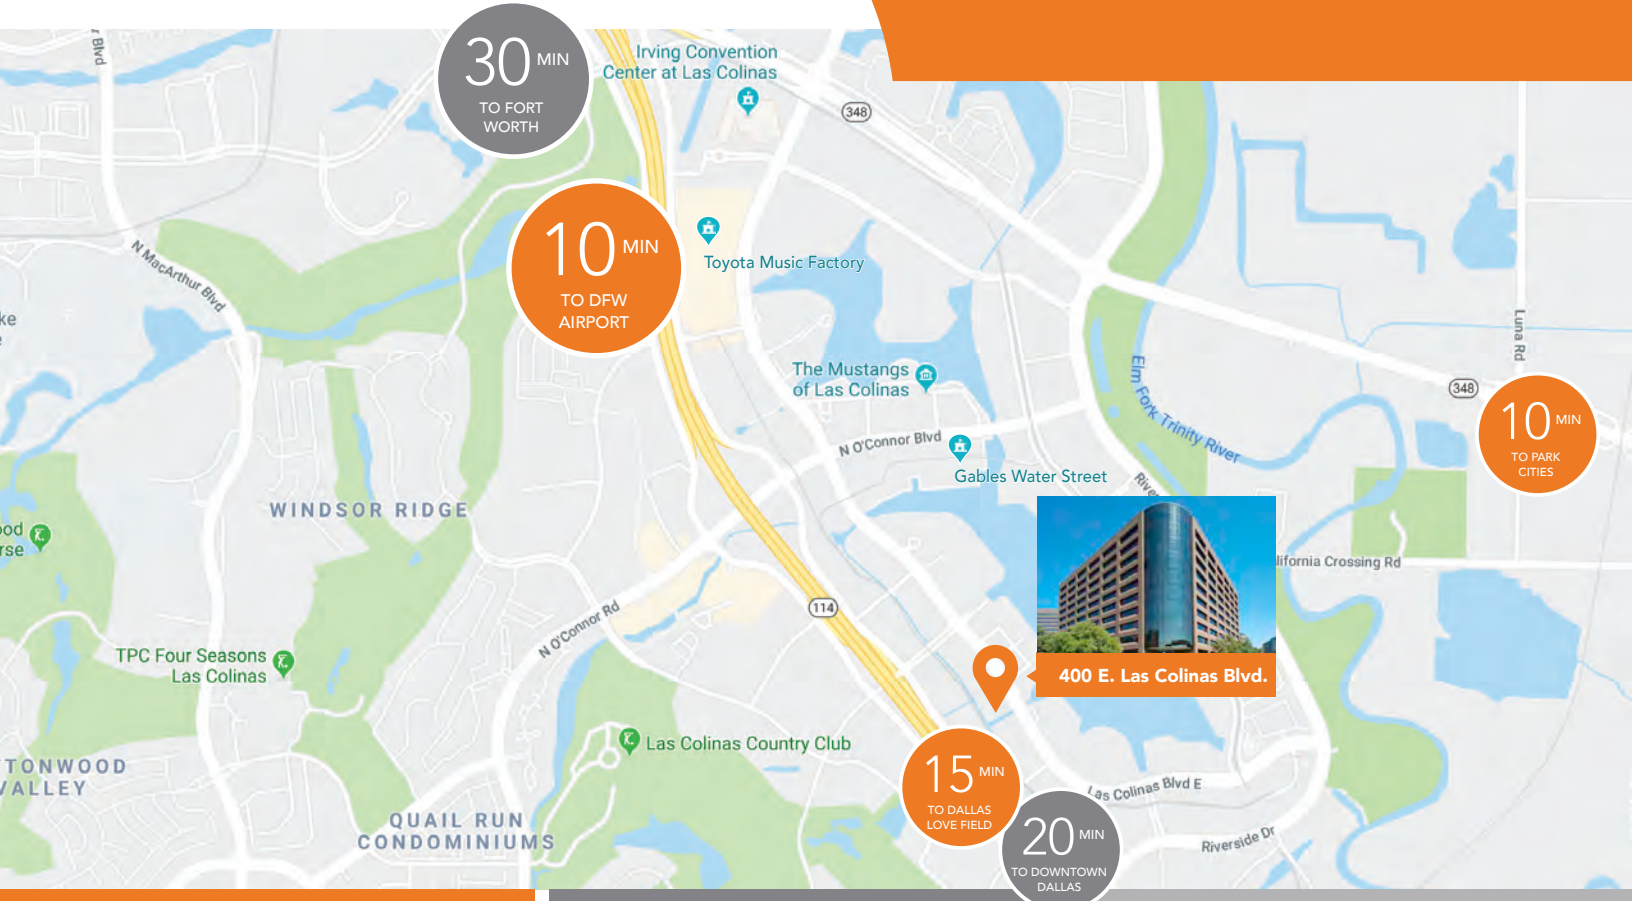 r Blvd
30 MIN
TO FORT
WORTH
Irving Convention
Center at Las Colinas
348
N MacArthur Blvd
10 MIN
TO DFW
AIRPORT
Toyota Music Factory
ke
e
Luna Rd
The Mustangs
of Las Colinas
Elm Fork Trinity River
348
10 MIN
TO PARK
CITIES
N O'Connor Blvd
Gables Water Street
River
WINDSOR RIDGE
ood
rse
lifornia Crossing Rd
114
N O'Connor Rd
TPC Four Seasons
Las Colinas
400 E. Las Colinas Blvd.
Las Colinas Country Club
TONWOOD
VALLEY
15 MIN
TO DALLAS
LOVE FIELD
Las Colinas Blvd E
QUAIL RUN
CONDOMINIUMS
20 MIN
TO DOWNTOWN
DALLAS
Riverside Dr